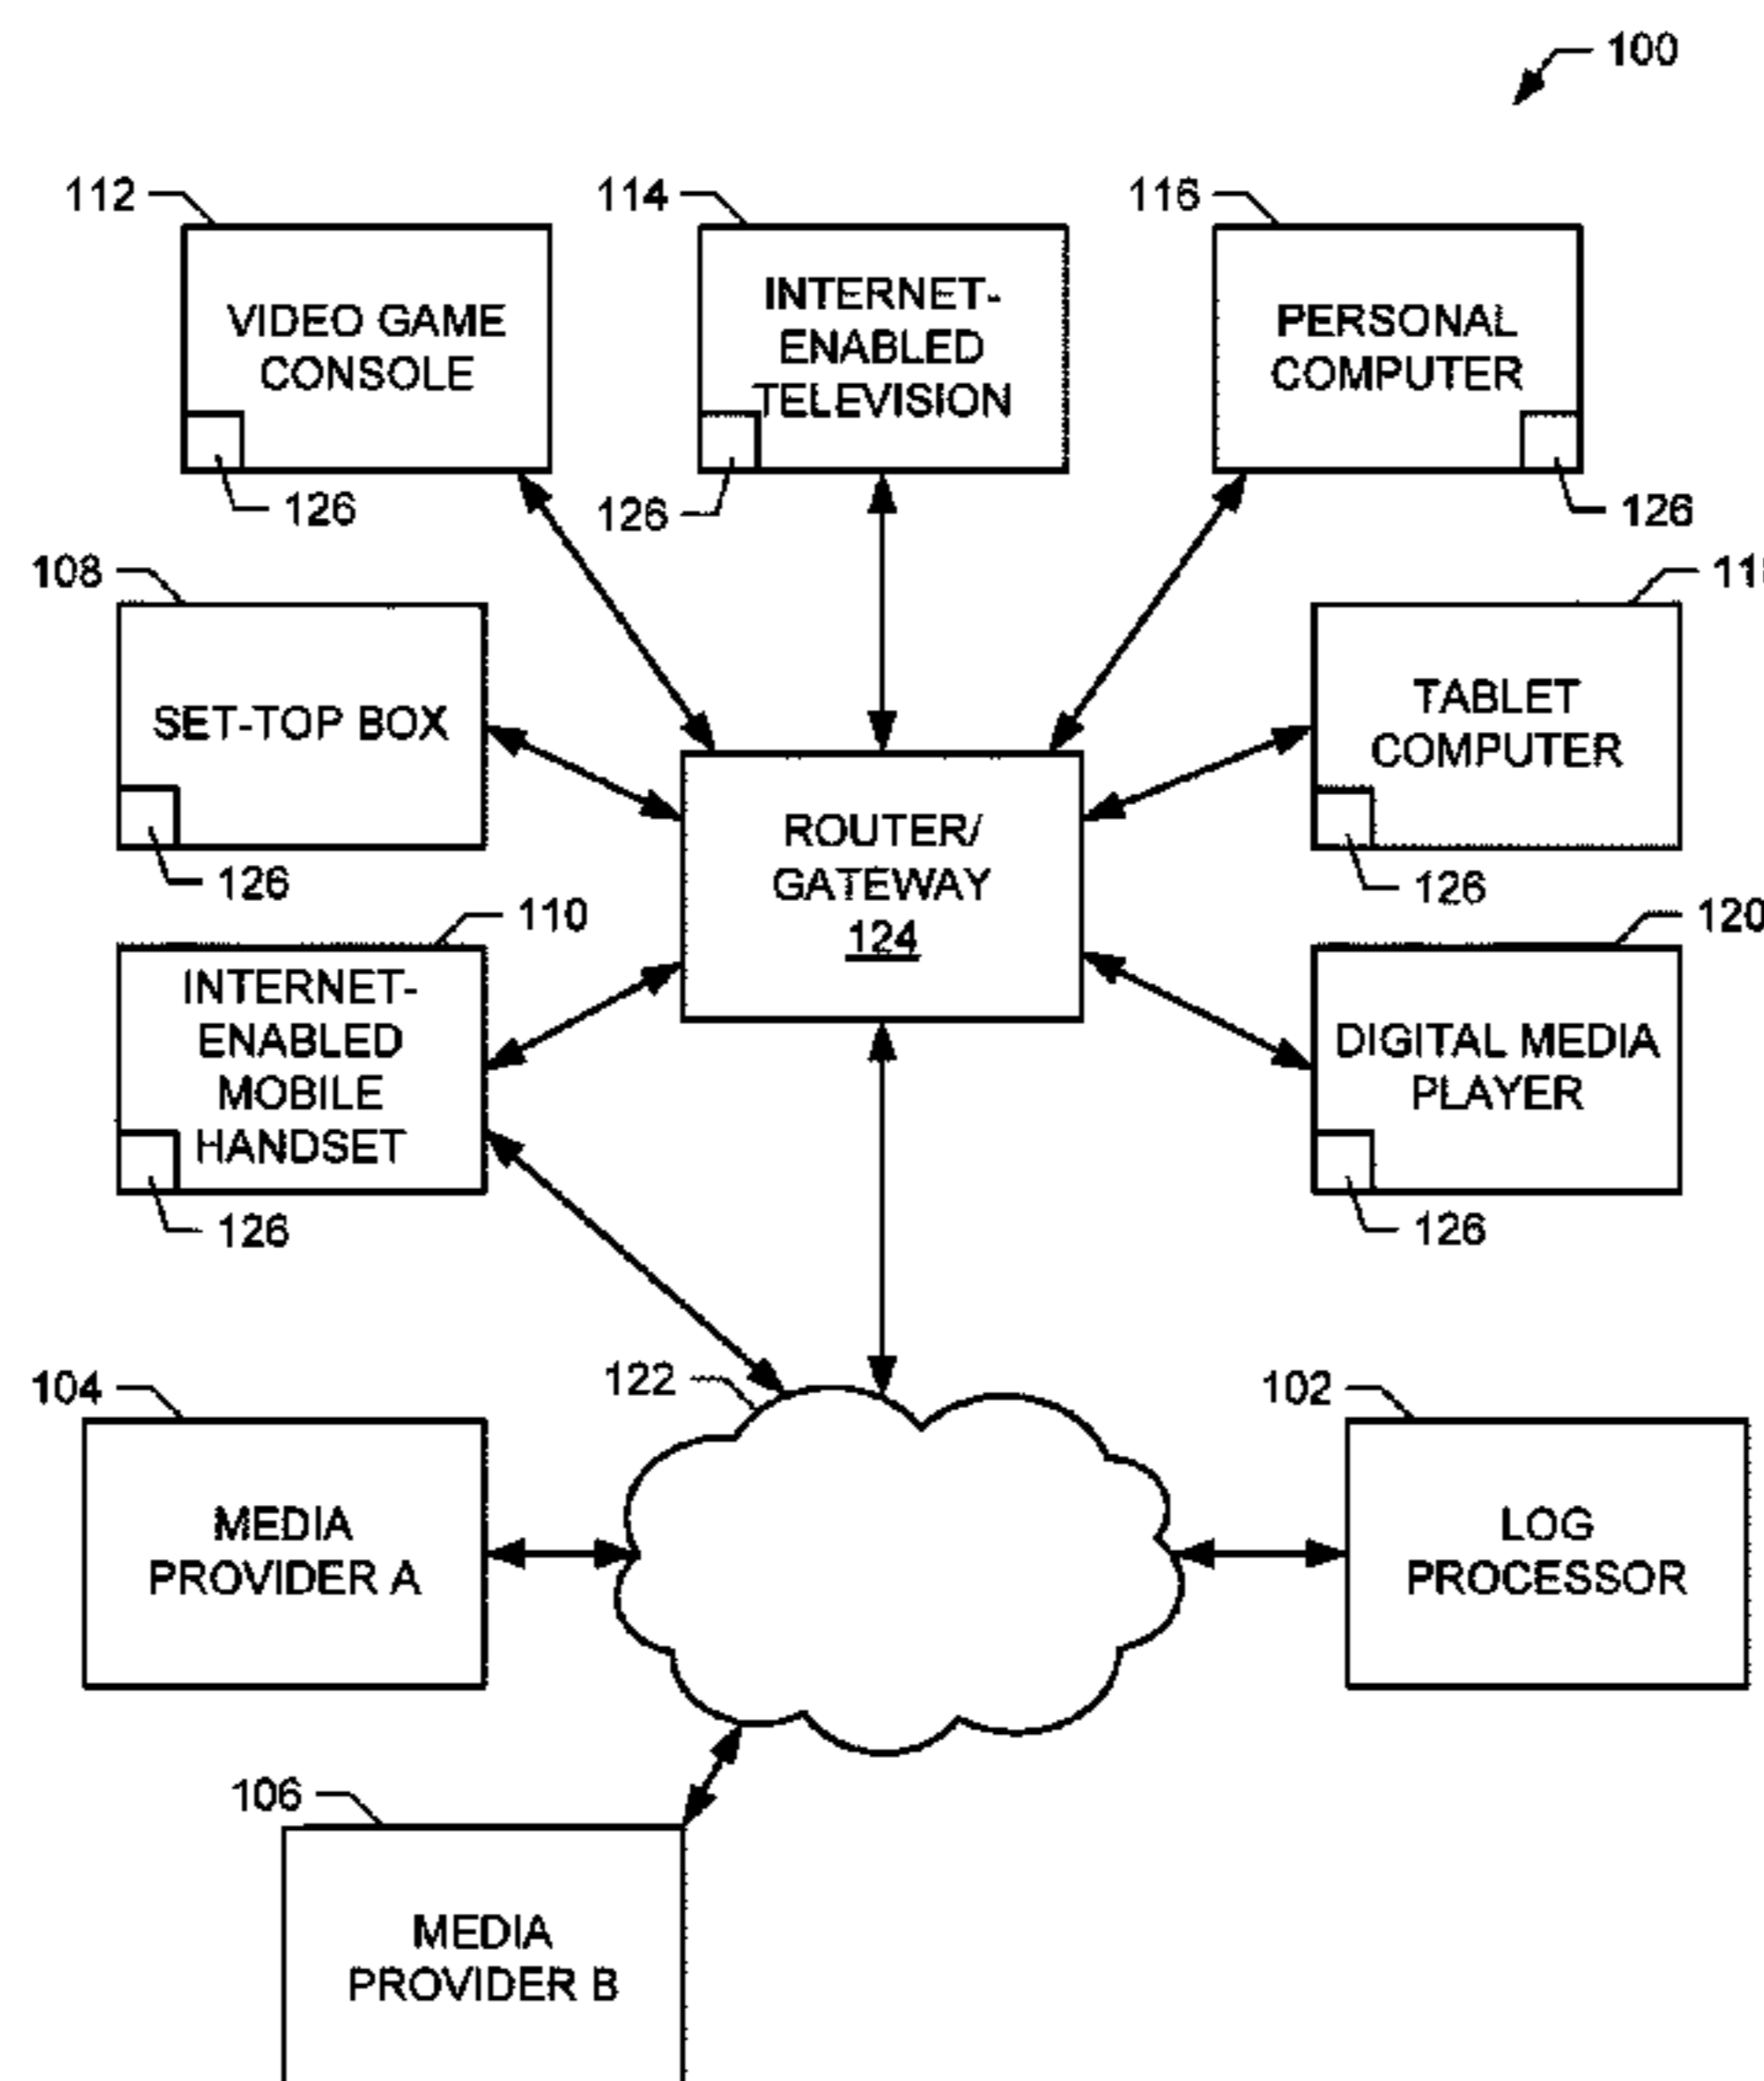 100
112
114
116
VIDEO GAME
CONSOLE
INTERNET-
ENABLED
TELEVISION
PERSONAL
COMPUTER
126
126
126
108
SET-TOP BOX
126
ROUTER/
GATEWAY
124
TABLET
COMPUTER
126
110
INTERNET-
ENABLED
MOBILE
HANDSET
126
120
DIGITAL MEDIA
PLAYER
126
122
104
MEDIA
PROVIDER A
102
LOG
PROCESSOR
106
MEDIA
PROVIDER B